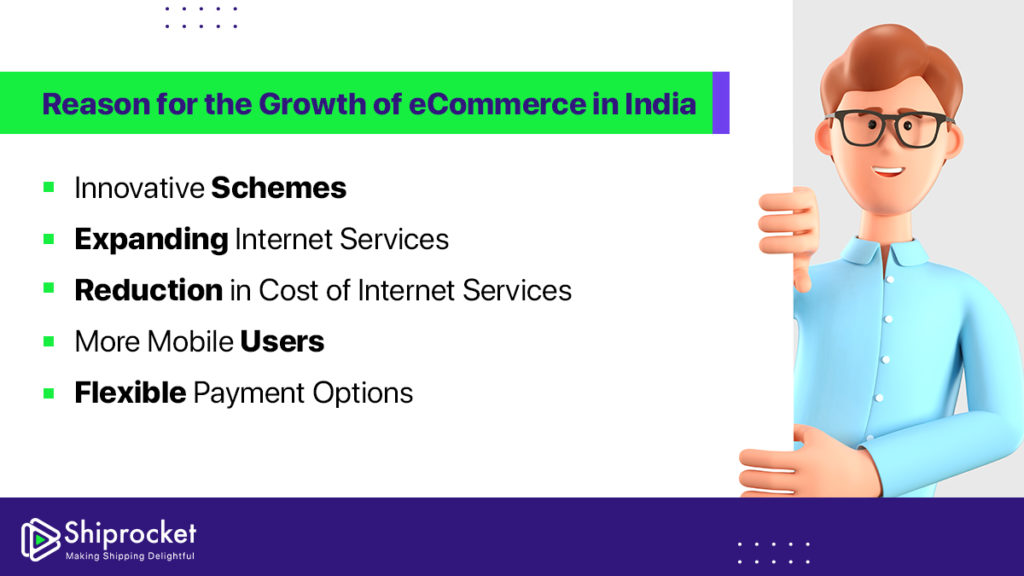 Reason for the Growth of eCommerce in India
Innovative Schemes
Expanding Internet Services
Reduction in Cost of Internet Services
More Mobile Users
Flexible Payment Options
Shiprocket
Making Shipping Delightful